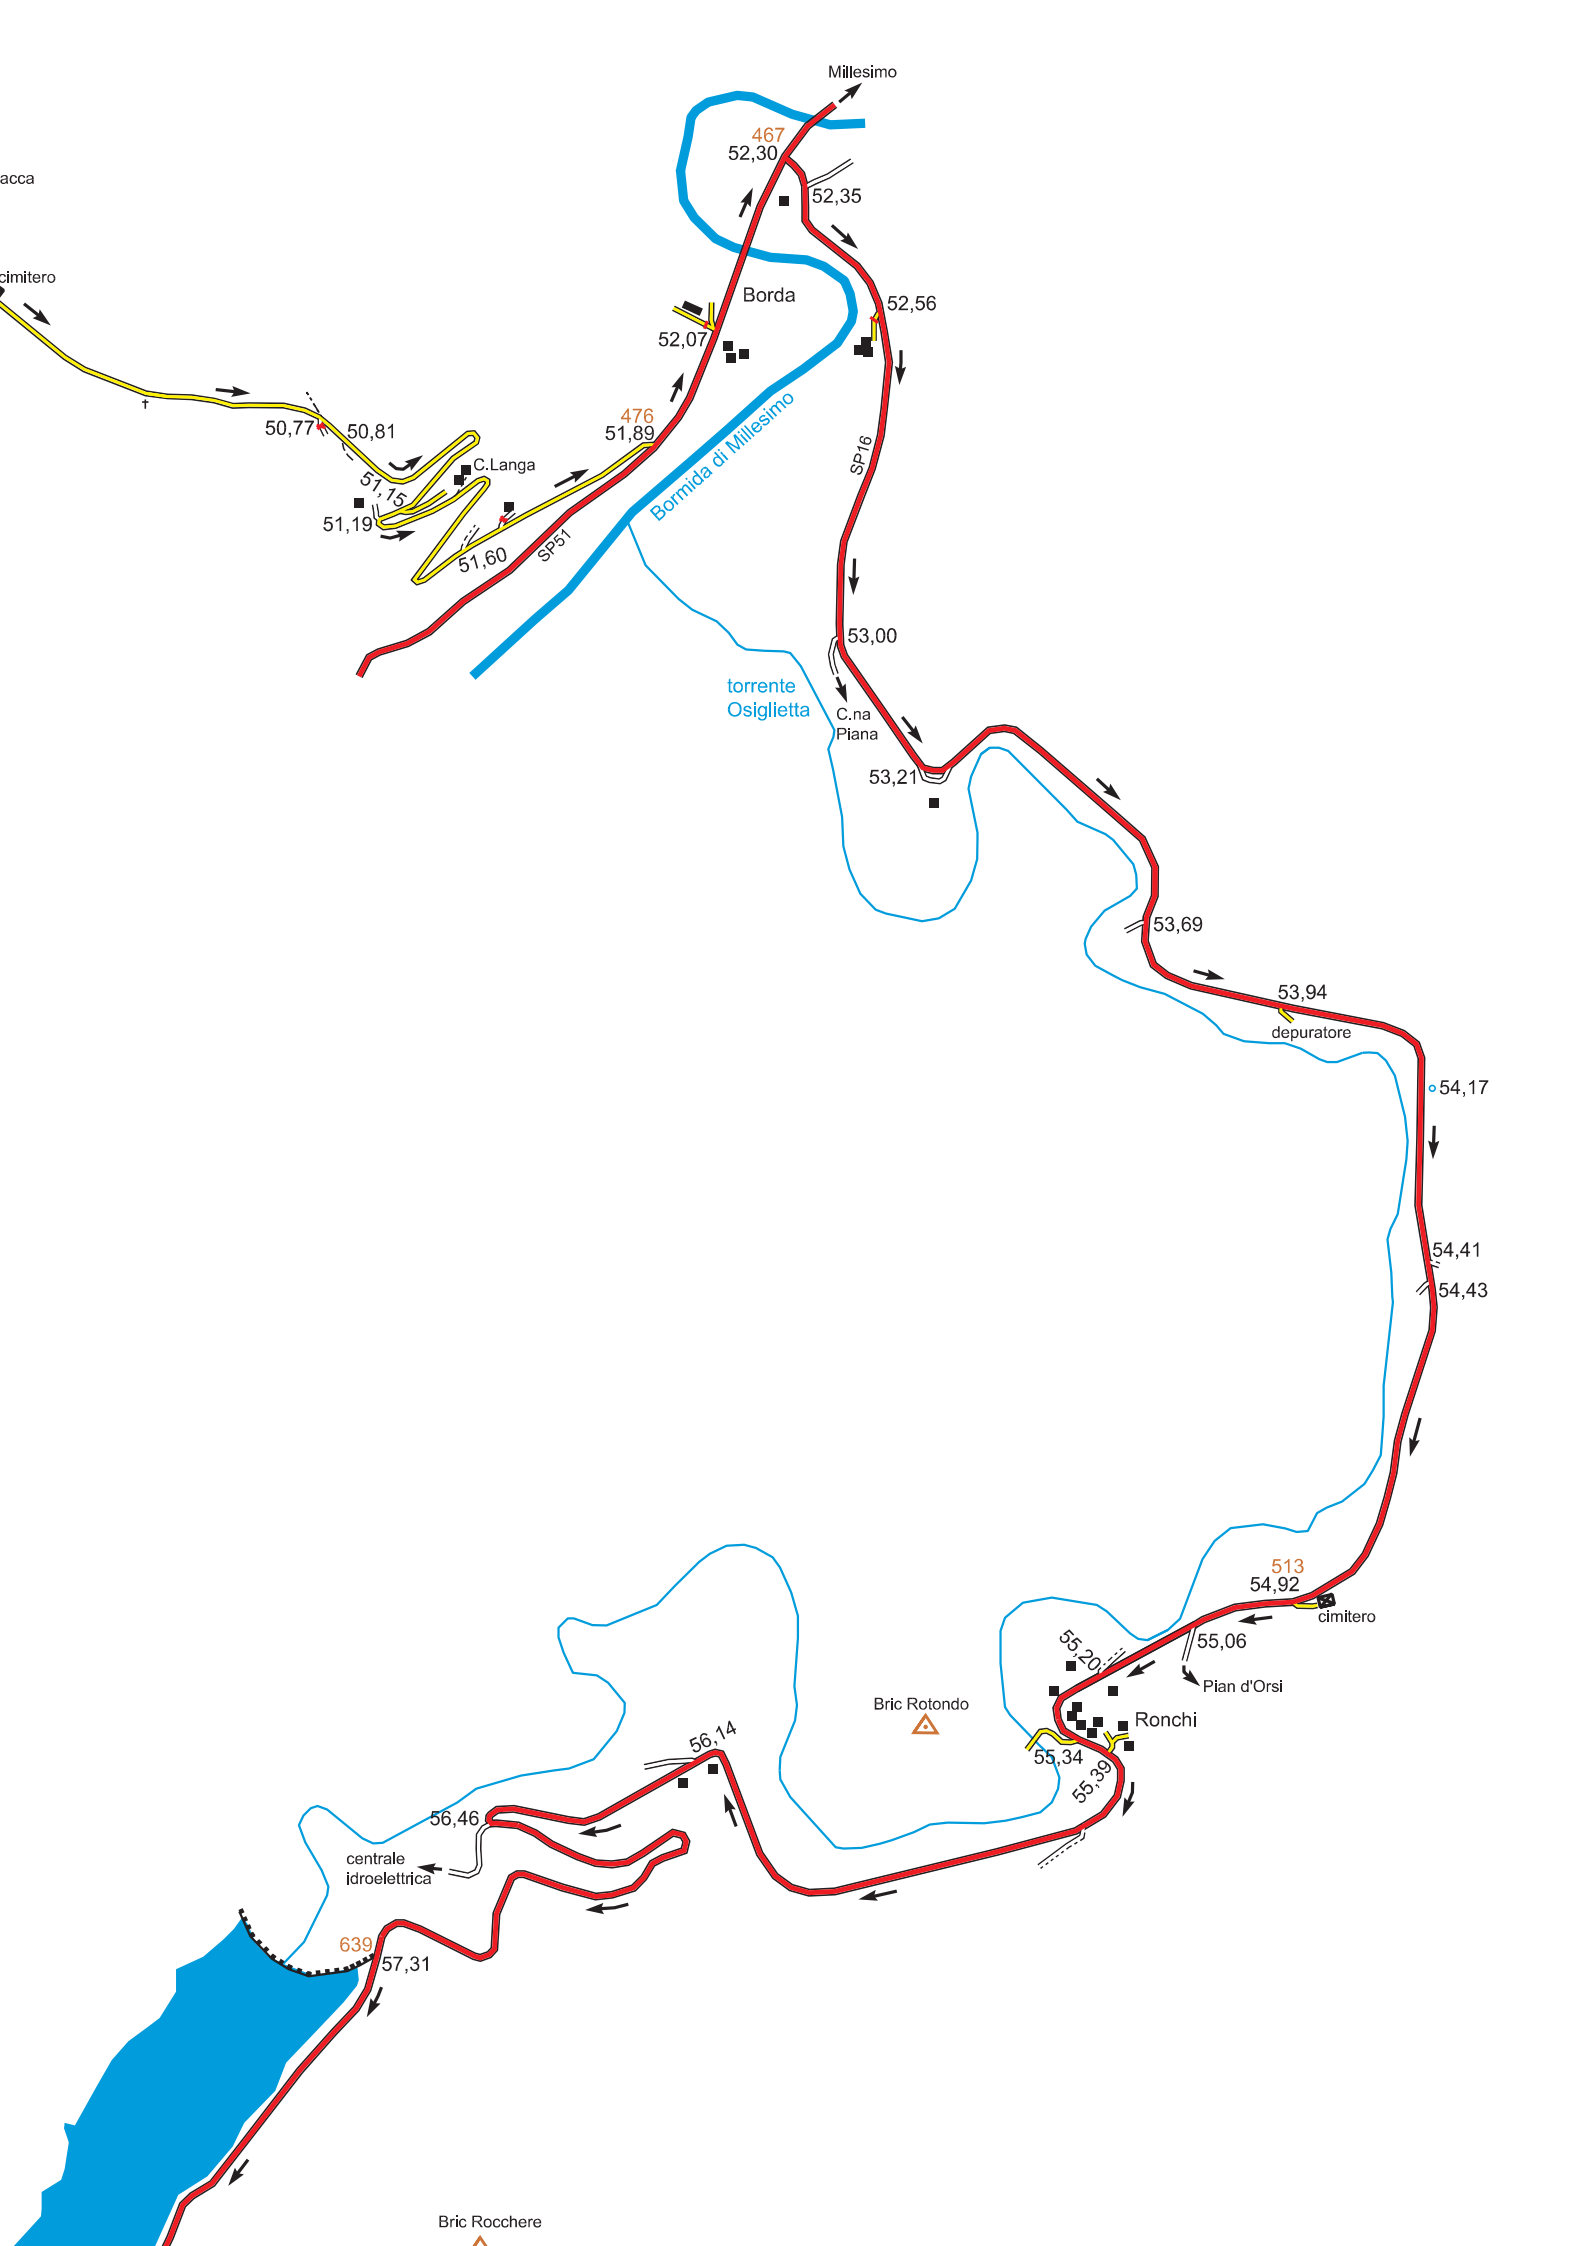 Millesimo
467
52,30
acca
52,35
cimitero
Borda
52,56
52,07
476
51,89
50,77
50,81
C.Langa
51,15
51,19
Bormida di Millesimo
SP16
51,60
SP51
53,00
torrente
Osiglietta
C.na
Piana
53,21
53,69
53,94
depuratore
54,17
54,41
54,43
513
54,92
cimitero
55,06
55,20
Pian d'Orsi
Bric Rotondo
Ronchi
55,34
55,39
56,14
56,46
centrale
idroelettrica
639
57,31
Bric Rocchere